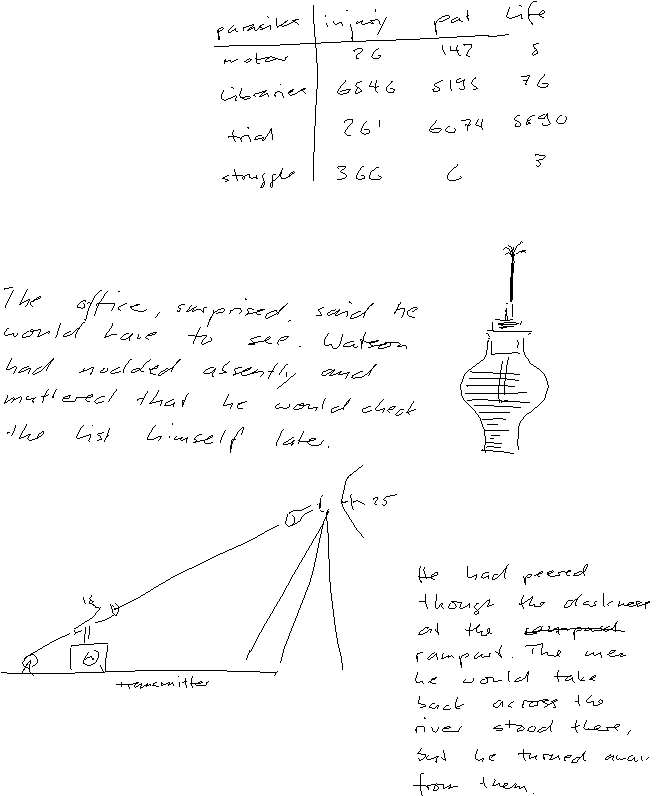 parasites injury pat Life
motor 26 142 8
Libraries 6846 5195 76
trial 261 6074 8890
struggle 366 6 3
The office, surprised, said he
would have to see. Watson
had nodded absently and
muttered that he would check
the list himself later.
25
18
transmitter
He had peered
though the darkness
at the rampart
rampart. The men
he would take
back across the
river stood there,
but he turned away
from them.